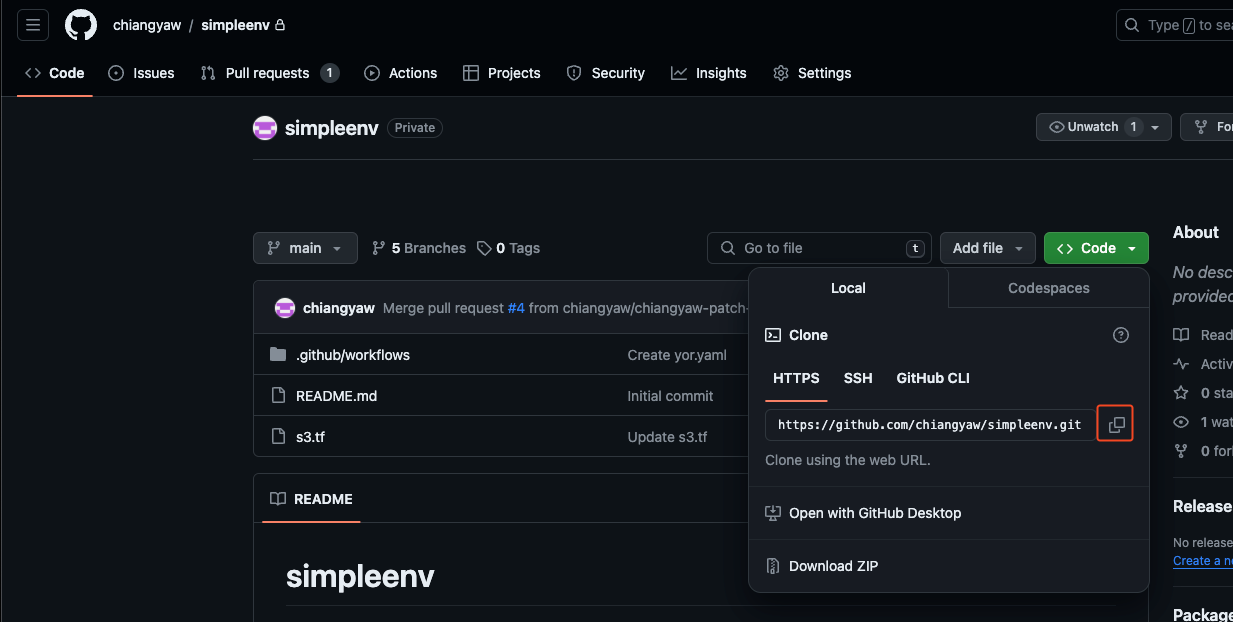 chiangyaw / simpleenv
Type / to sea
Code Issues Pull requests 1 Actions Projects Security Insights Settings
simpleenv Private
Unwatch 1
main 5 Branches 0 Tags
Go to file t
Add file
Code
About
Local Codespaces
No desc
provided
chiangyaw Merge pull request #4 from chiangyaw/chiangyaw-patch-
Clone
Read
.github/workflows Create yor.yaml
Activ
HTTPS SSH GitHub CLI
README.md Initial commit
0 sta
https://github.com/chiangyaw/simpleenv.git
1 wat
s3.tf Update s3.tf
0 for
Clone using the web URL.
README
Release
Open with GitHub Desktop
No release
Create a n
simpleenv
Download ZIP
Package